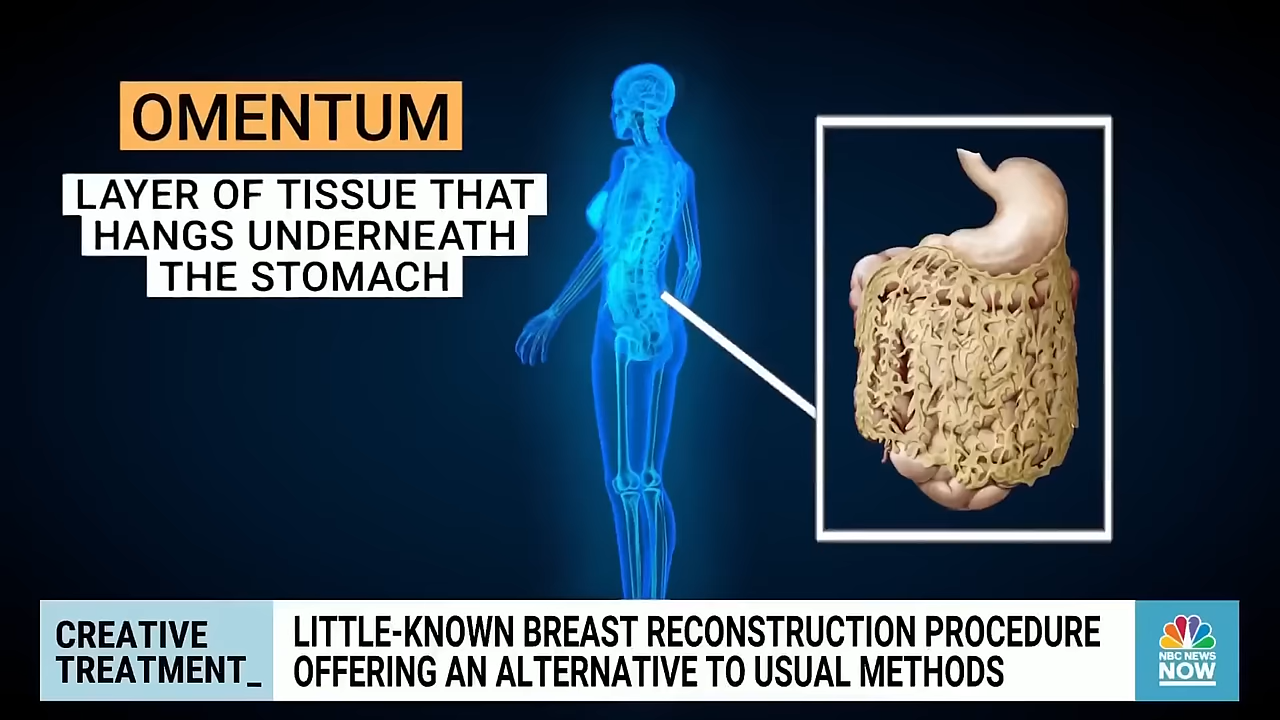 OMENTUM
LAYER OF TISSUE THAT
HANGS UNDERNEATH
THE STOMACH
CREATIVE
TREATMENT_
LITTLE-KNOWN BREAST RECONSTRUCTION PROCEDURE
OFFERING AN ALTERNATIVE TO USUAL METHODS
NBC NEWS
NOW